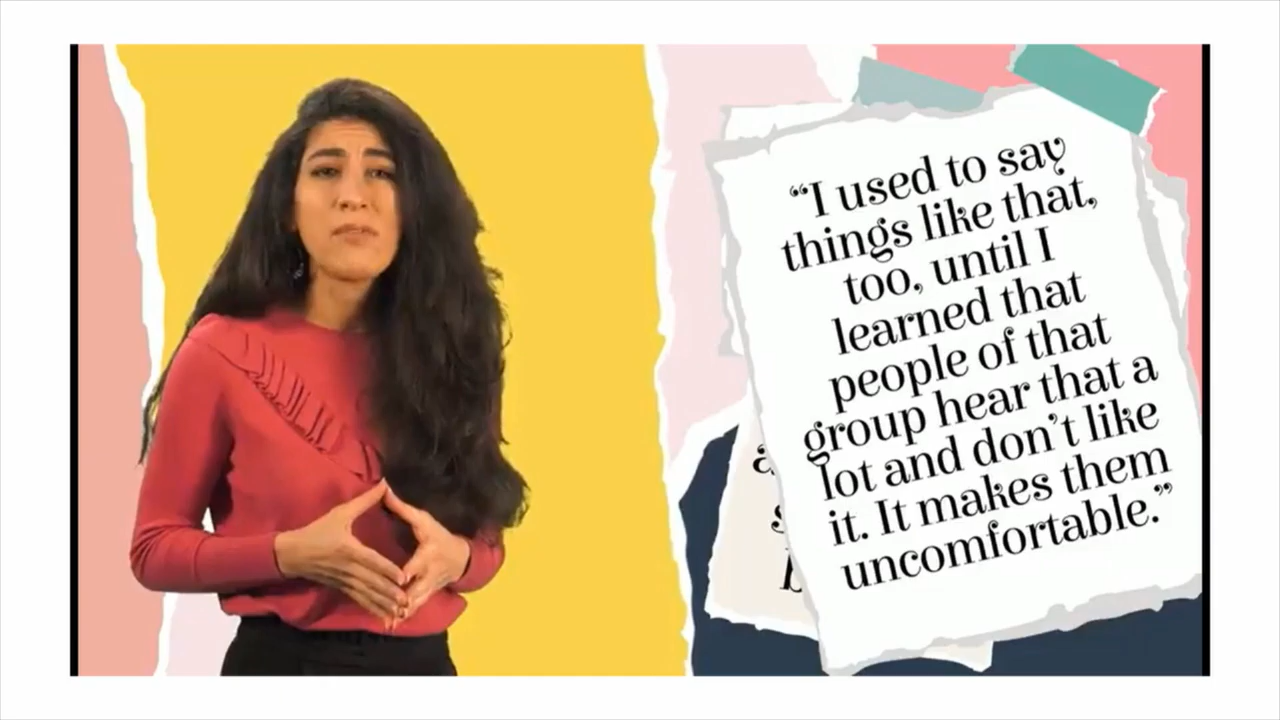 “I used to say
things like that,
too, until I
learned that
people of that
group hear that a
lot and don’t like
it. It makes them
uncomfortable.”